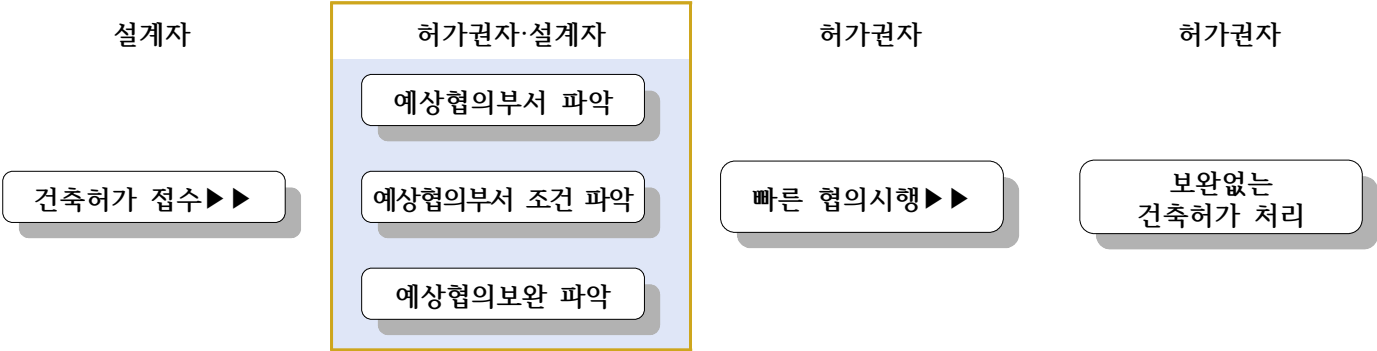 설계자
건축허가 접수▶▶
허가권자·설계자
예상협의부서 파악
예상협의부서 조건 파악
예상협의보완 파악
허가권자
빠른 협의시행▶▶
허가권자
보완없는
건축허가 처리